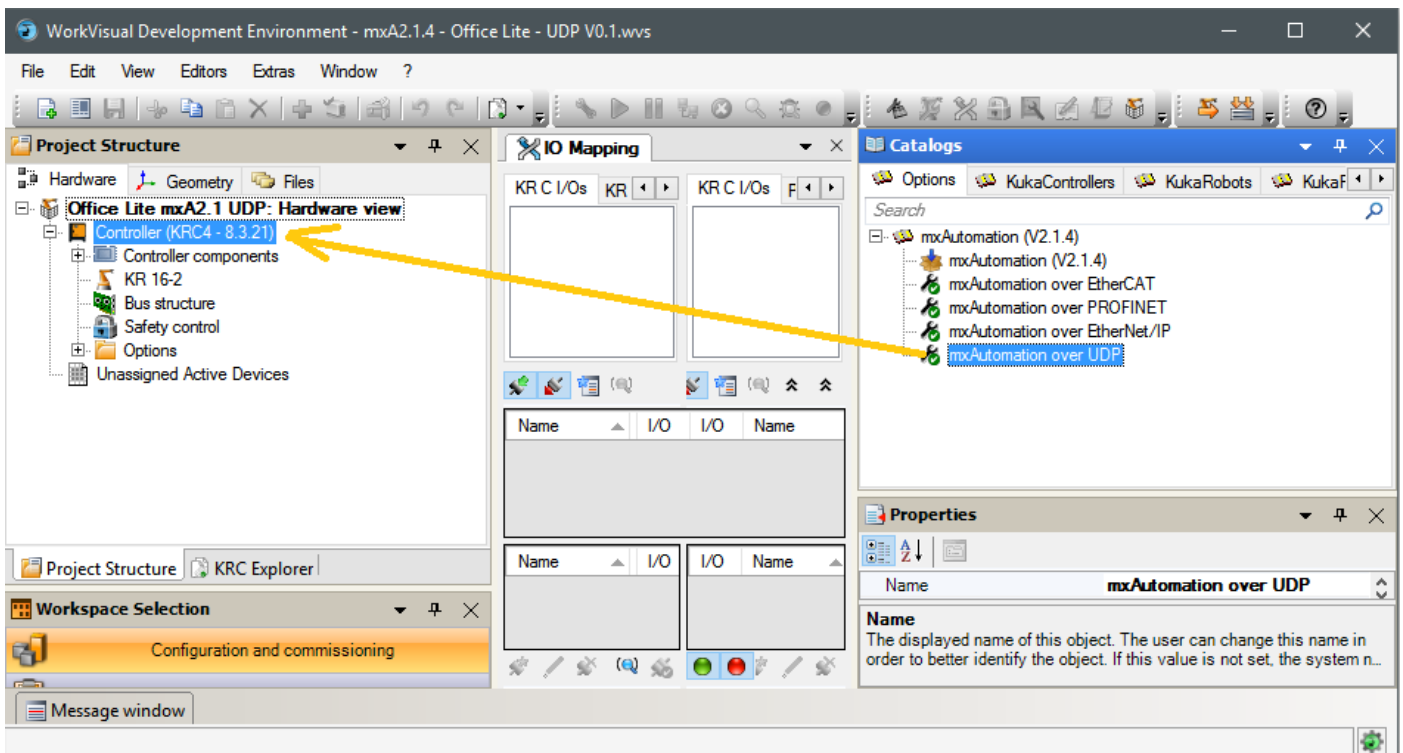 WorkVisual Development Environment - mxA2.1.4 - Office Lite - UDP V0.1.wvs
File Edit View Editors Extras Window ?
Project Structure
Hardware Geometry Files
Office Lite mxA2.1 UDP: Hardware view
Controller (KRC4 - 8.3.21)
Controller components
KR 16-2
Bus structure
Safety control
Options
Unassigned Active Devices
Project Structure KRC Explorer
Workspace Selection
Configuration and commissioning
Message window
IO Mapping
KR C I/Os KR KR C I/Os F
Name I/O I/O Name
Name I/O I/O Name
Catalogs
Options KukaControllers KukaRobots KukaF
Search
mxAutomation (V2.1.4)
mxAutomation (V2.1.4)
mxAutomation over EtherCAT
mxAutomation over PROFINET
mxAutomation over EtherNet/IP
mxAutomation over UDP
Properties
Name mxAutomation over UDP
Name
The displayed name of this object. The user can change this name in
order to better identify the object. If this value is not set, the system n...